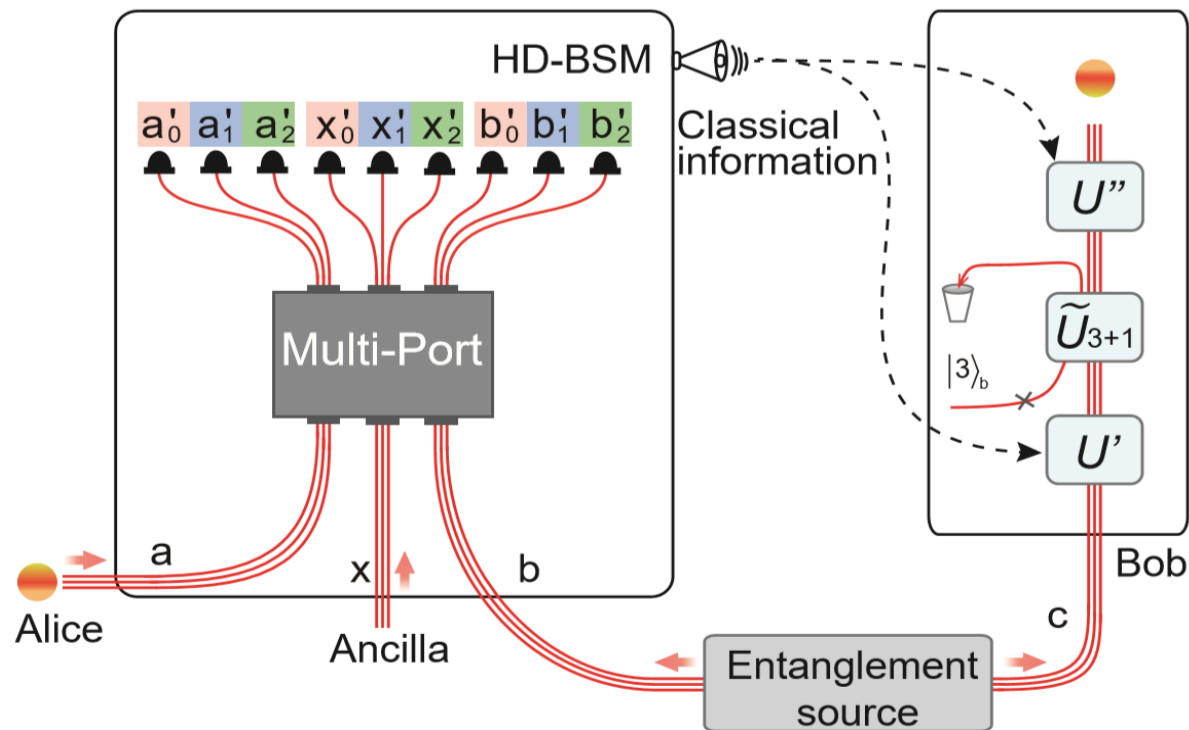 HD-BSM
a'₀ a'₁ a'₂ x'₀ x'₁ x'₂ b'₀ b'₁ b'₂
Classical
information
U''
Multi-Port
Ũ₃₊₁
|3⟩_b
U'
a
x
b
Alice
Ancilla
Bob
c
Entanglement
source